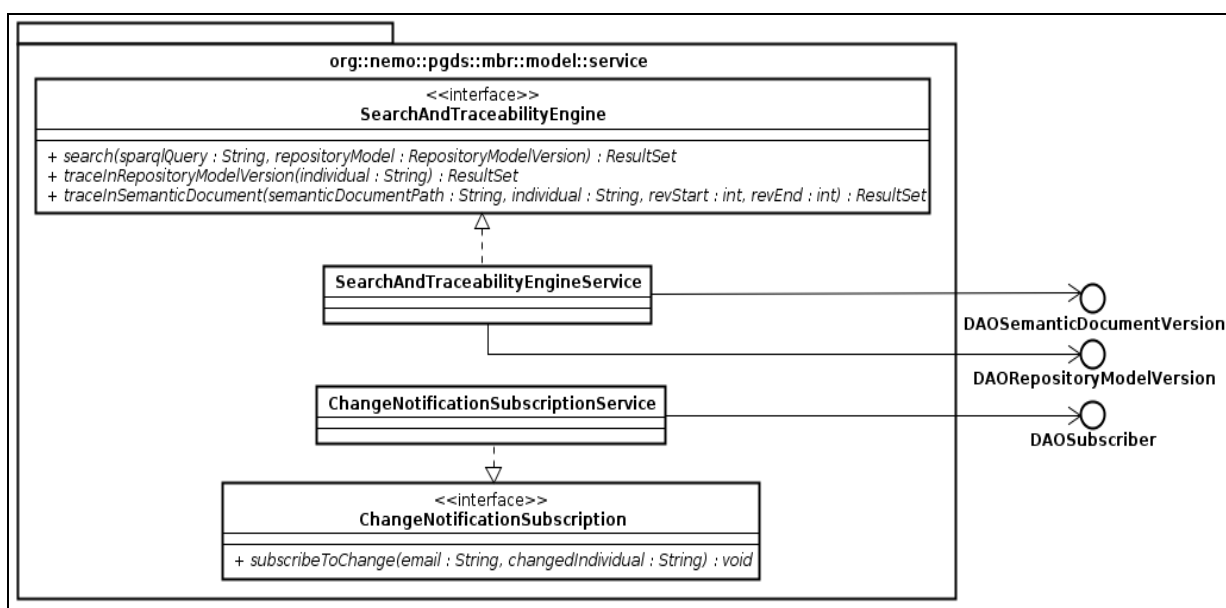 org::nemo::pgds::mbr::model::service
<<interface>>
SearchAndTraceabilityEngine
+ search(sparqlQuery : String, repositoryModel : RepositoryModelVersion) : ResultSet
+ traceInRepositoryModelVersion(individual : String) : ResultSet
+ traceInSemanticDocument(semanticDocumentPath : String, individual : String, revStart : int, revEnd : int) : ResultSet
SearchAndTraceabilityEngineService
DAOSemanticDocumentVersion
DAORepositoryModelVersion
ChangeNotificationSubscriptionService
DAOSubscriber
<<interface>>
ChangeNotificationSubscription
+ subscribeToChange(email : String, changedIndividual : String) : void